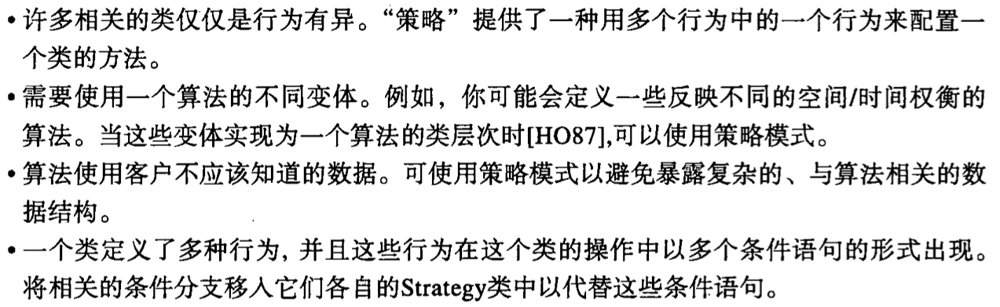 •许多相关的类仅仅是行为有异。“策略”提供了一种用多个行为中的一个行为来配置一
个类的方法。
•需要使用一个算法的不同变体。例如，你可能会定义一些反映不同的空间/时间权衡的
算法。当这些变体实现为一个算法的类层次时[HO87],可以使用策略模式。
•算法使用客户不应该知道的数据。可使用策略模式以避免暴露复杂的、与算法相关的数
据结构。
•一个类定义了多种行为, 并且这些行为在这个类的操作中以多个条件语句的形式出现。
将相关的条件分支移入它们各自的Strategy类中以代替这些条件语句。